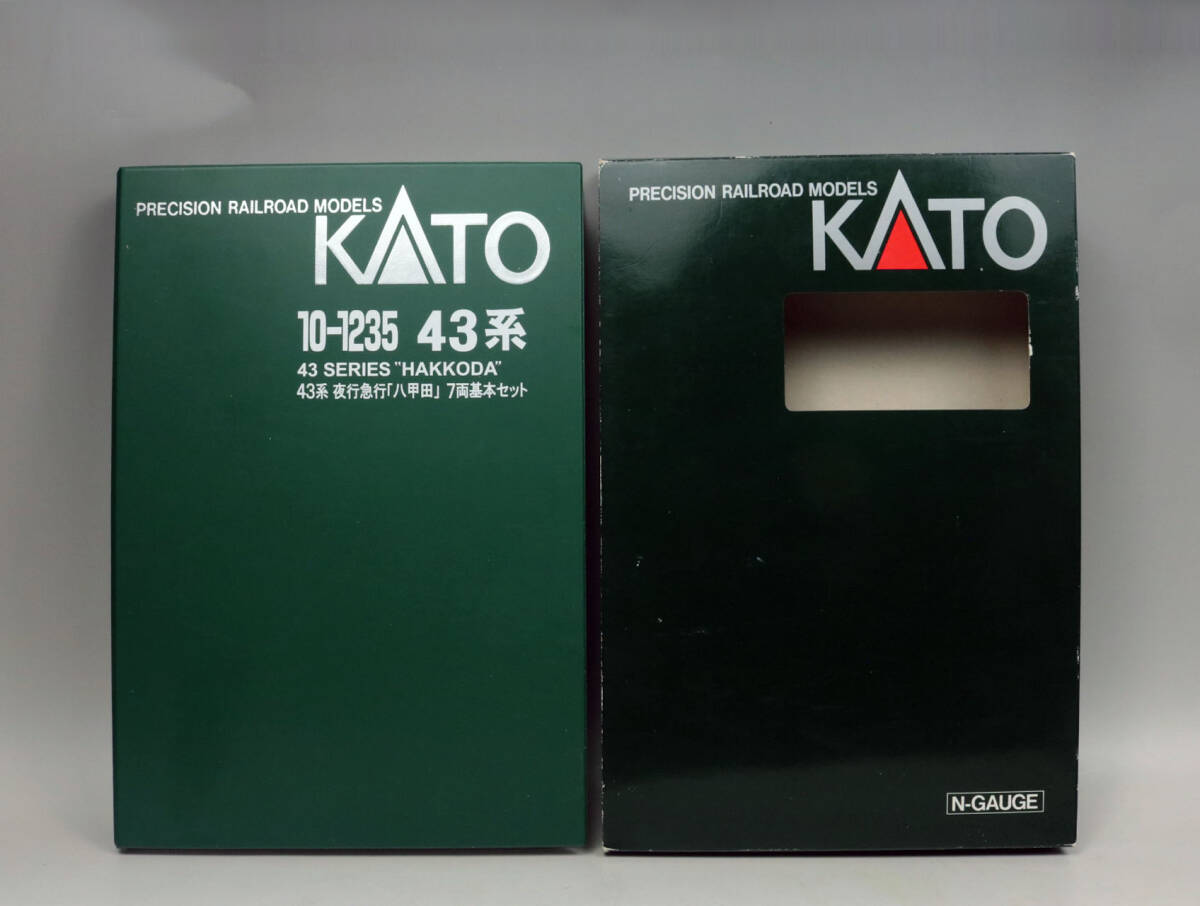 PRECISION RAILROAD MODELS
KATO
10-1235 43系
43 SERIES "HAKKODA"
43系 夜行急行「八甲田」 7両基本セット
PRECISION RAILROAD MODELS
KATO
N-GAUGE